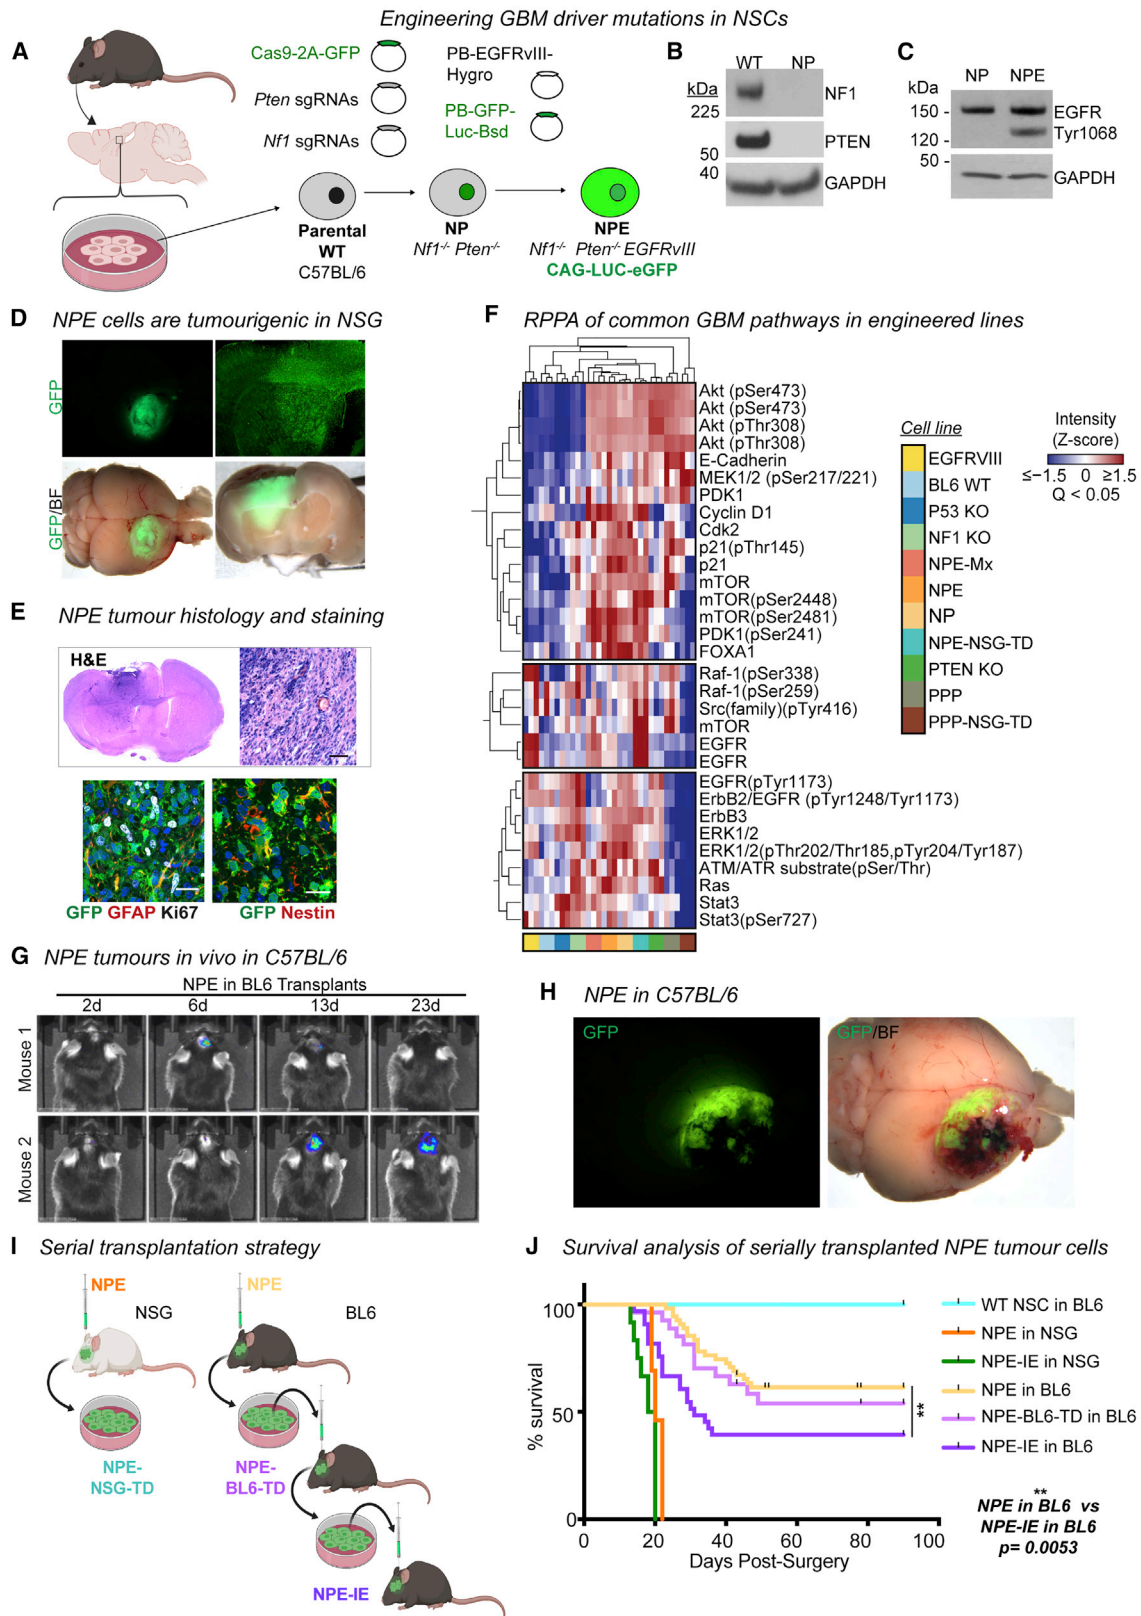 Engineering GBM driver mutations in NSCs
A
Cas9-2A-GFP
Pten sgRNAs
Nf1 sgRNAs
PB-EGFRvIII-
Hygro
PB-GFP-
Luc-Bsd
Parental
WT
C57BL/6
NP
Nf1-/- Pten-/-
NPE
Nf1-/- Pten-/- EGFRvIII
CAG-LUC-eGFP
B
WT NP
kDa
225
NF1
50
PTEN
40
GAPDH
C
NP NPE
kDa
150 -
120 -
50 -
EGFR
Tyr1068
GAPDH
D NPE cells are tumourigenic in NSG
GFP
GFP/BF
E NPE tumour histology and staining
H&E
GFP GFAP Ki67
GFP Nestin
F RPPA of common GBM pathways in engineered lines
Akt (pSer473)
Akt (pSer473)
Akt (pThr308)
Akt (pThr308)
E-Cadherin
MEK1/2 (pSer217/221)
PDK1
Cyclin D1
Cdk2
p21(pThr145)
p21
mTOR
mTOR(pSer2448)
mTOR(pSer2481)
PDK1(pSer241)
FOXA1
Raf-1(pSer338)
Raf-1(pSer259)
Src(family)(pTyr416)
mTOR
EGFR
EGFR
EGFR(pTyr1173)
ErbB2/EGFR (pTyr1248/Tyr1173)
ErbB3
ERK1/2
ERK1/2(pThr202/Thr185,pTyr204/Tyr187)
ATM/ATR substrate(pSer/Thr)
Ras
Stat3
Stat3(pSer727)
Cell line
EGFRVIII
BL6 WT
P53 KO
NF1 KO
NPE-Mx
NPE
NP
NPE-NSG-TD
PTEN KO
PPP
PPP-NSG-TD
Intensity
(Z-score)
≤−1.5 0 ≥1.5
Q < 0.05
G NPE tumours in vivo in C57BL/6
NPE in BL6 Transplants
2d 6d 13d 23d
Mouse 1
Mouse 2
H NPE in C57BL/6
GFP
GFP/BF
I Serial transplantation strategy
NPE
NSG
NPE
BL6
NPE-
NSG-TD
NPE-
BL6-TD
NPE-IE
J Survival analysis of serially transplanted NPE tumour cells
% survival
100
50
0
0 20 40 60 80 100
Days Post-Surgery
**
WT NSC in BL6
NPE in NSG
NPE-IE in NSG
NPE in BL6
NPE-BL6-TD in BL6
NPE-IE in BL6
**
NPE in BL6 vs
NPE-IE in BL6
p= 0.0053